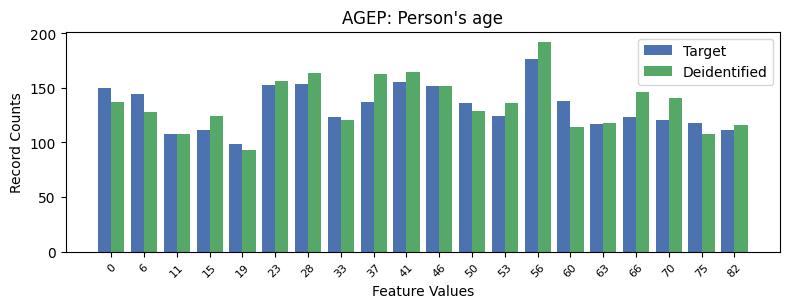 AGEP: Person's age
Target
Deidentified
Record Counts
200
150
100
50
0
0 6 11 15 19 23 28 33 37 41 46 50 53 56 60 63 66 70 75 82
Feature Values